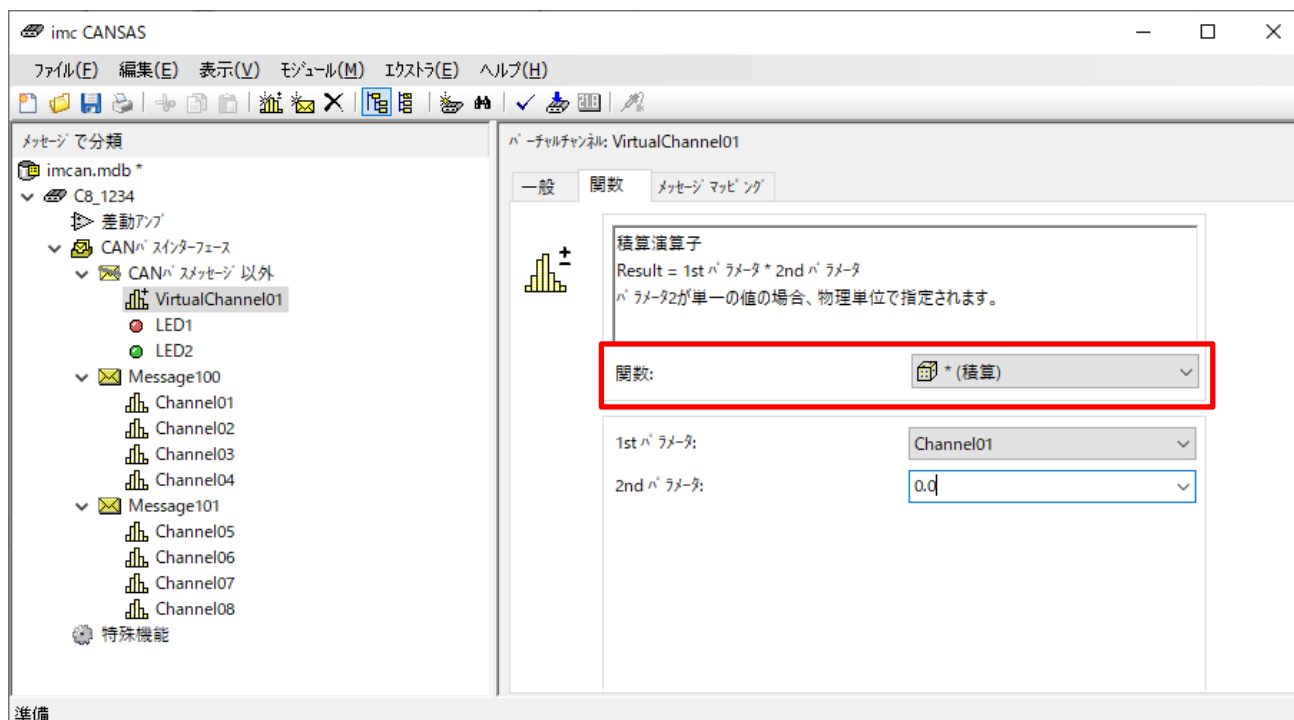 imc CANSAS
ファイル(F) 編集(E) 表示(V) モジュール(M) エクストラ(E) ヘルプ(H)
メッセージで分類
imcan.mdb *
C8_1234
差動アンプ
CANバスインターフェース
CANバスメッセージ以外
VirtualChannel01
LED1
LED2
Message100
Channel01
Channel02
Channel03
Channel04
Message101
Channel05
Channel06
Channel07
Channel08
特殊機能
バーチャルチャンネル: VirtualChannel01
一般 関数 メッセージマッピング
積算演算子
Result = 1st パラメータ * 2nd パラメータ
パラメータ2が単一の値の場合、物理単位で指定されます。
関数: * (積算)
1st パラメータ: Channel01
2nd パラメータ: 0.0
準備